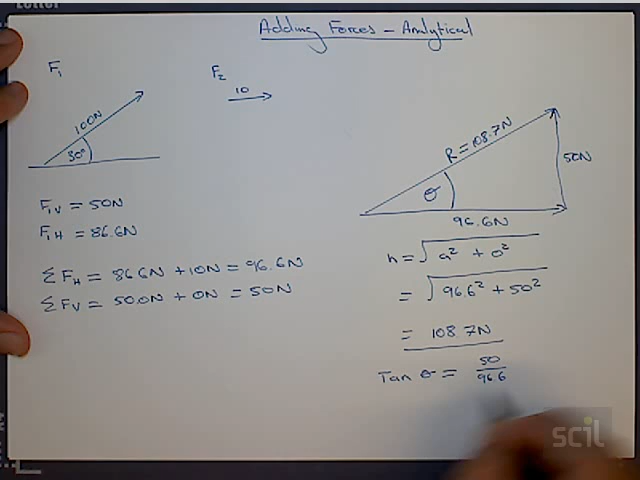 Adding Forces - Analytical
F1
100N
30°
F2
10
F1V = 50N
F1H = 86.6N
ΣFH = 86.6N + 10N = 96.6N
ΣFV = 50.0N + 0N = 50N
R = 108.7N
θ
50N
96.6N
h = √a² + o²
= √96.6² + 50²
= 108.7N
Tan θ = 50/96.6
scil